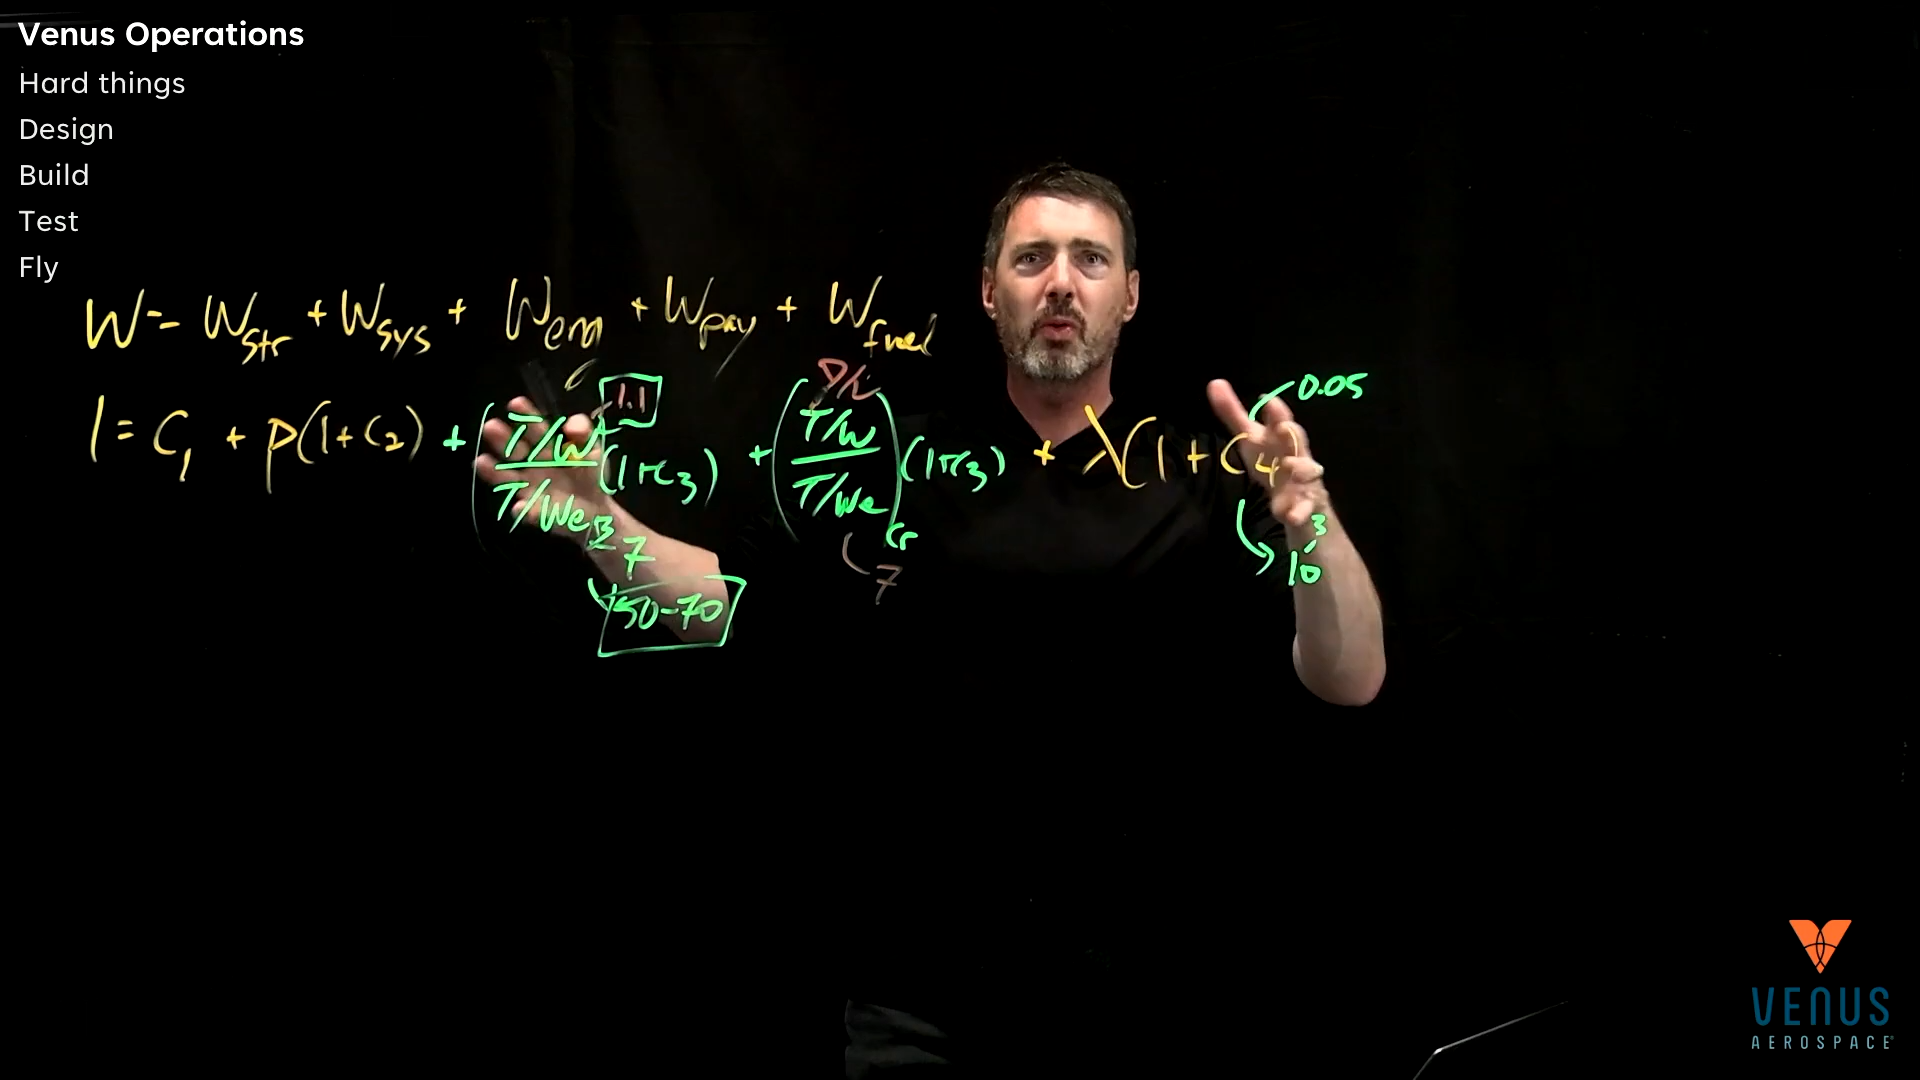 Venus Operations
Hard things
Design
Build
Test
Fly
W = Wstr + Wsys + Weng + Wpay + Wfuel
1.1
D/L
0.05
1 = C1 + p(1+C2) + (T/W / T/We)B (1+C3) + (T/W / T/We)cr (1+C3) + λ(1+C4)
7
50-70
7
10^3
VENUS
AEROSPACE